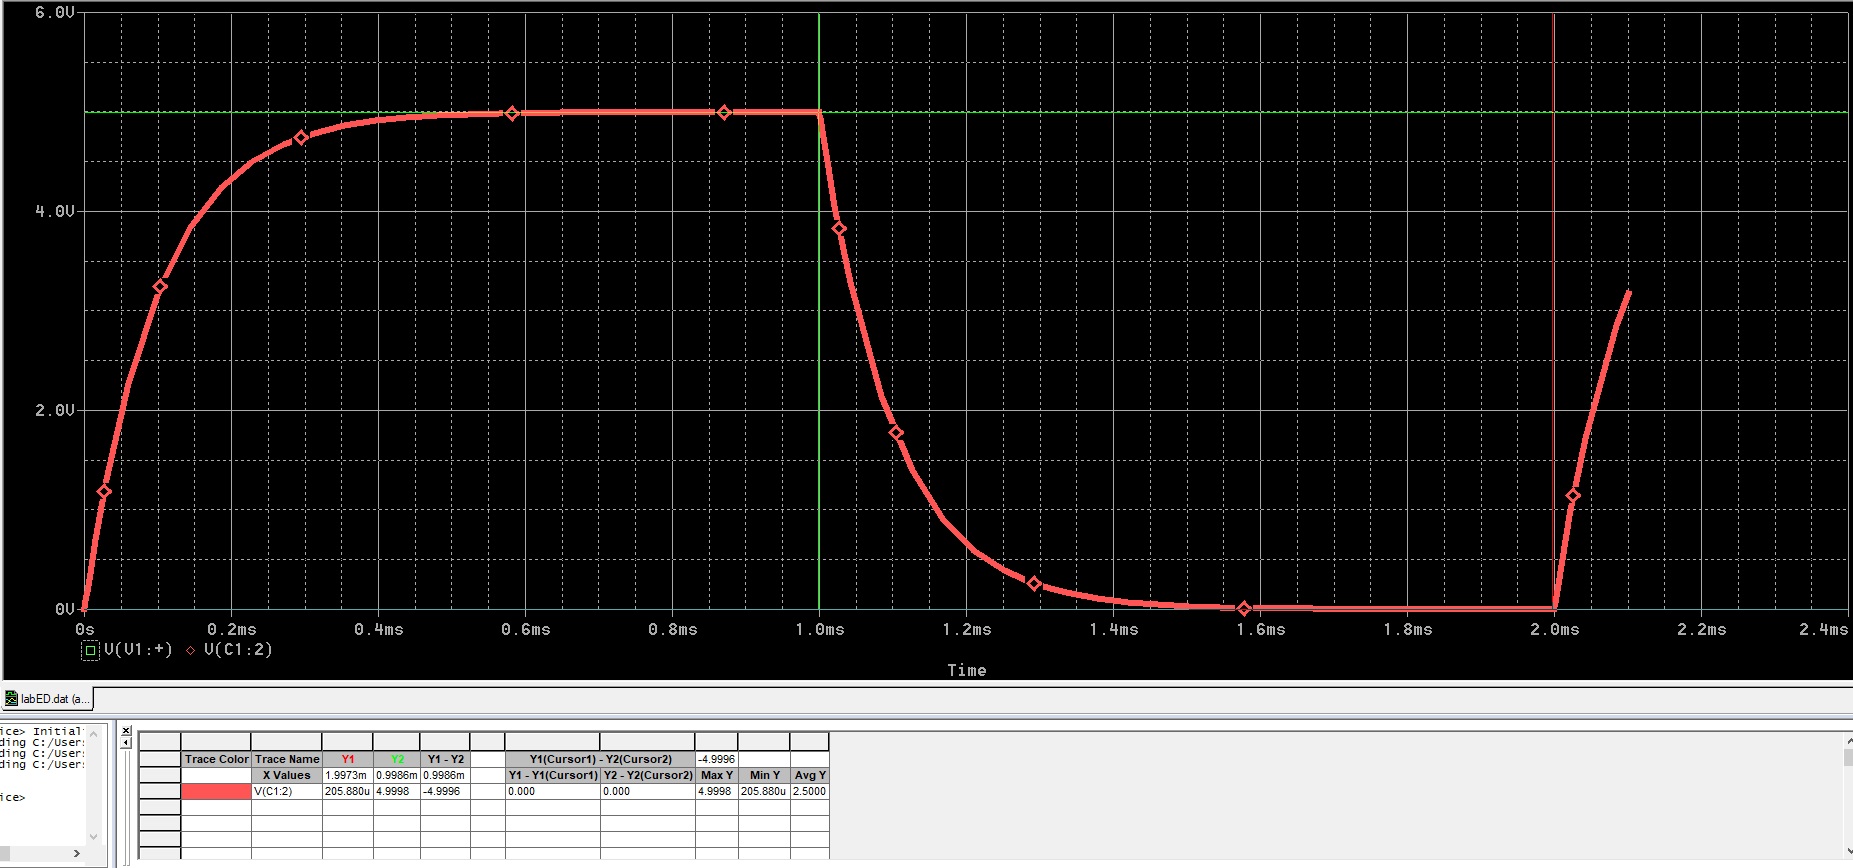 6.0V
4.0V
2.0V
0V
0s 0.2ms 0.4ms 0.6ms 0.8ms 1.0ms 1.2ms 1.4ms 1.6ms 1.8ms 2.0ms 2.2ms 2.4ms
V(V1:+) V(C1:2)
Time
labED.dat (a...
ice> Initial
ding C:/User
ding C:/User
ding C:/User
ice>
Trace Color Trace Name Y1 Y2 Y1 - Y2 Y1(Cursor1) - Y2(Cursor2) -4.9996
X Values 1.9973m 0.9986m 0.9986m Y1 - Y1(Cursor1) Y2 - Y2(Cursor2) Max Y Min Y Avg Y
V(C1:2) 205.880u 4.9998 -4.9996 0.000 0.000 4.9998 205.880u 2.5000